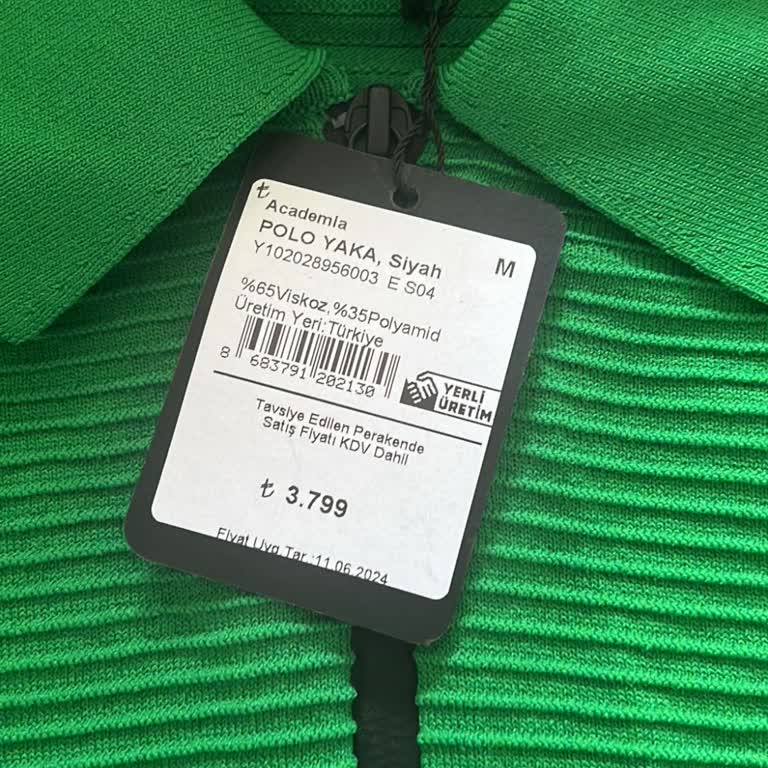 ₺
Academia
POLO YAKA, Siyah
M
Y102028956003 E S04
%65Viskoz,%35Polyamid
Üretim Yeri:Türkiye
8 683791 202130
YERLİ
ÜRETİM
Tavsiye Edilen Perakende
Satış Fiyatı KDV Dahil
₺ 3.799
Fiyat Uyg.Tar.:11.06.2024